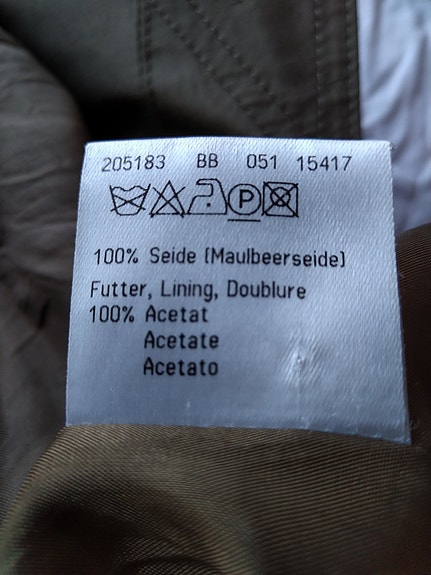 205183 BB 051 15417
P
100% Seide (Maulbeerseide)
Futter, Lining, Doublure
100% Acetat
Acetate
Acetato